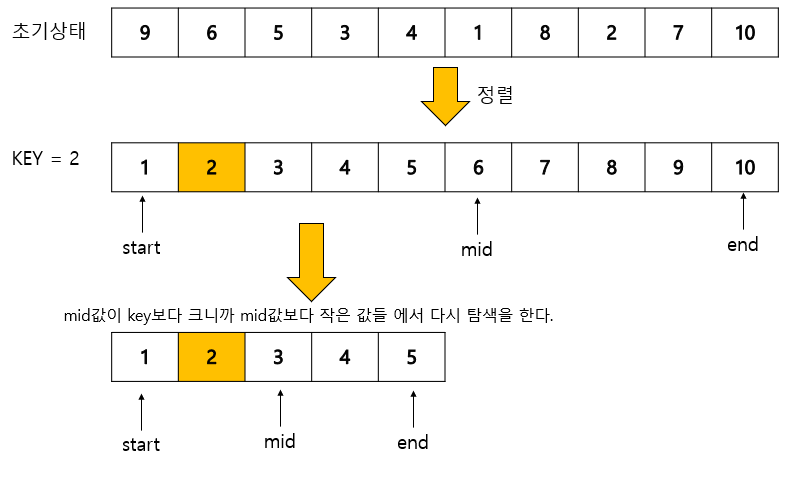 초기상태 9 6 5 3 4 1 8 2 7 10
정렬
KEY = 2 1 2 3 4 5 6 7 8 9 10
start mid end
mid값이 key보다 크니까 mid값보다 작은 값들 에서 다시 탐색을 한다.
1 2 3 4 5
start mid end